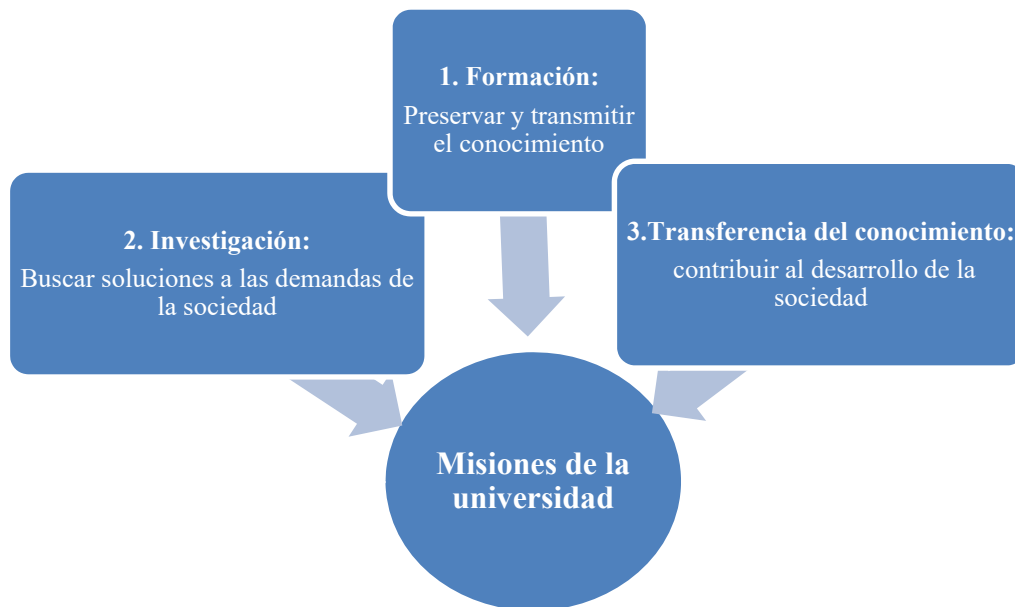 1. Formación:
Preservar y transmitir
el conocimiento
2. Investigación:
Buscar soluciones a las demandas de
la sociedad
3.Transferencia del conocimiento:
contribuir al desarrollo de la
sociedad
Misiones de la
universidad